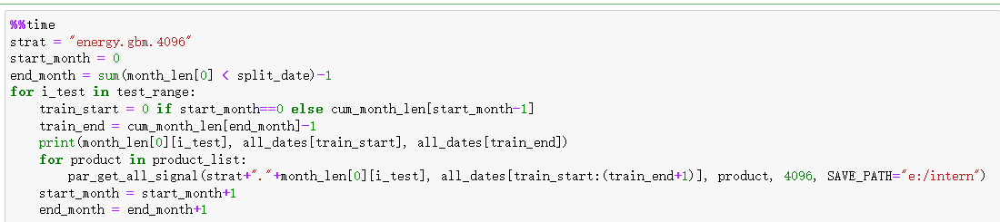 %%time
strat = "energy.gbm.4096"
start_month = 0
end_month = sum(month_len[0] < split_date)-1
for i_test in test_range:
    train_start = 0 if start_month==0 else cum_month_len[start_month-1]
    train_end = cum_month_len[end_month]-1
    print(month_len[0][i_test], all_dates[train_start], all_dates[train_end])
    for product in product_list:
        par_get_all_signal(strat+"."+month_len[0][i_test], all_dates[train_start:(train_end+1)], product, 4096, SAVE_PATH="e:/intern")
    start_month = start_month+1
    end_month = end_month+1